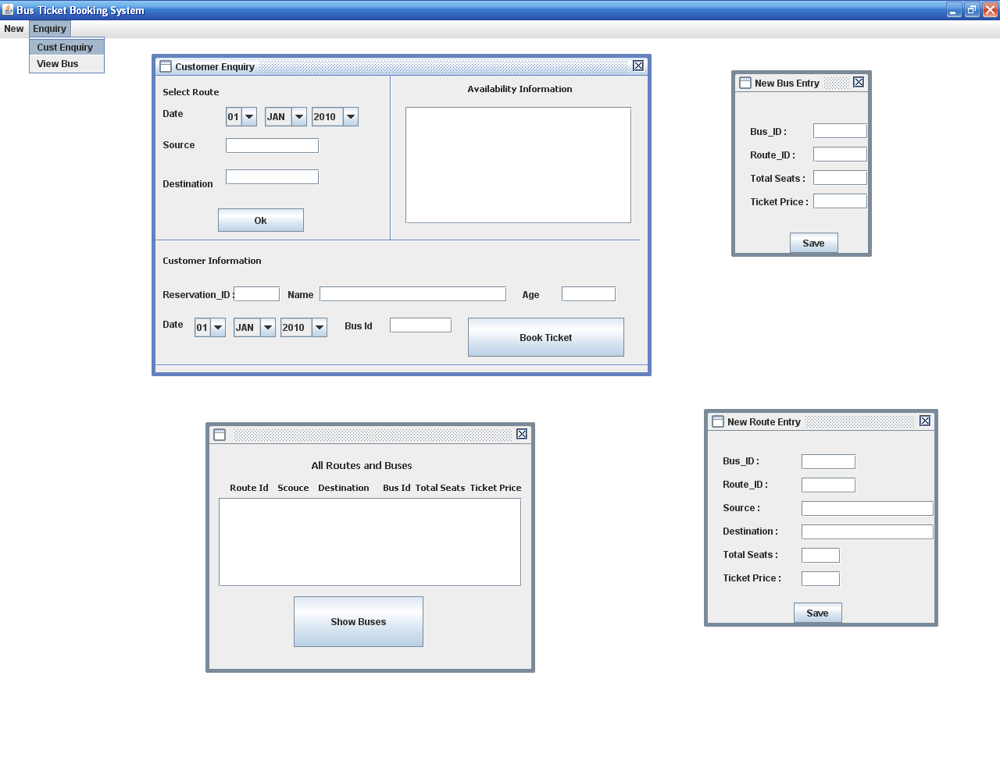 Bus Ticket Booking System
New Enquiry
Cust Enquiry
View Bus
Customer Enquiry
Select Route
Date 01 JAN 2010
Source
Destination
Ok
Availability Information
Customer Information
Reservation_ID : Name Age
Date 01 JAN 2010 Bus Id Book Ticket
New Bus Entry
Bus_ID :
Route_ID :
Total Seats :
Ticket Price :
Save
All Routes and Buses
Route Id Scouce Destination Bus Id Total Seats Ticket Price
Show Buses
New Route Entry
Bus_ID :
Route_ID :
Source :
Destination :
Total Seats :
Ticket Price :
Save